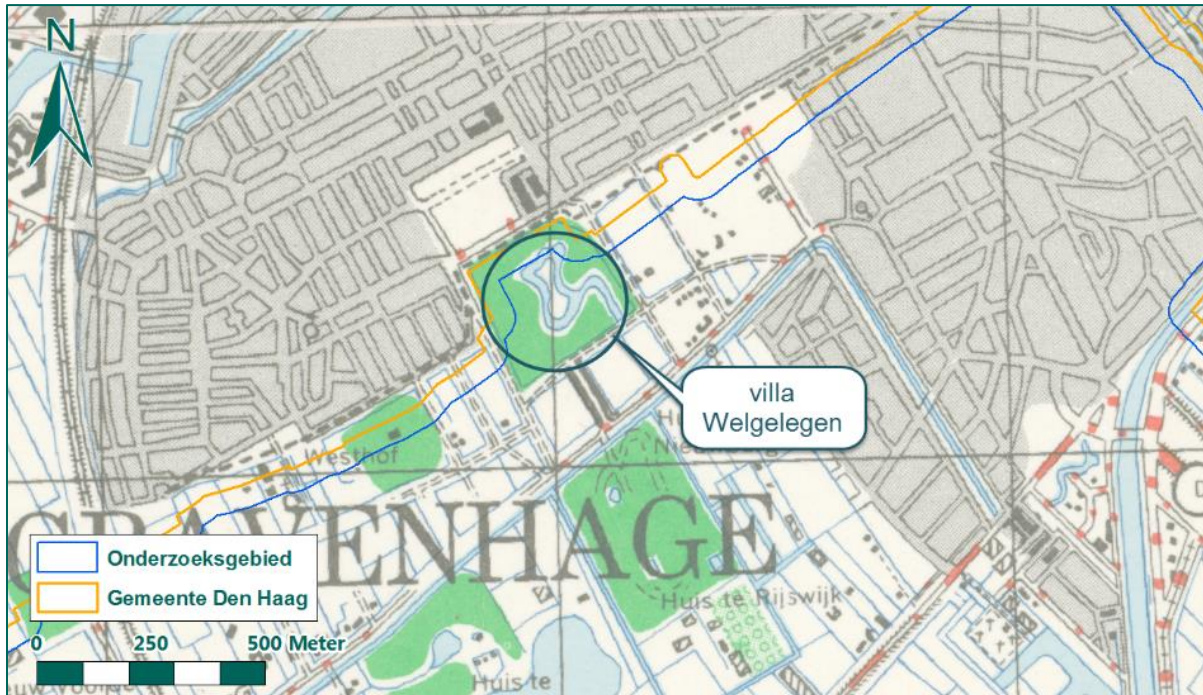 N
villa
Welgelegen
Westhof
GRAVENHAGE
Huis te Rijswijk
Onderzoeksgebied
Gemeente Den Haag
0 250 500 Meter
Huis te